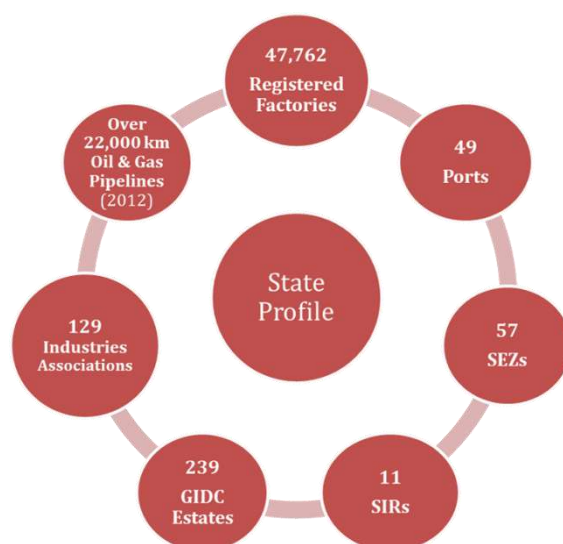 47,762
Registered
Factories
49
Ports
57
SEZs
11
SIRs
239
GIDC
Estates
129
Industries
Associations
Over
22,000 km
Oil & Gas
Pipelines
(2012)
State
Profile